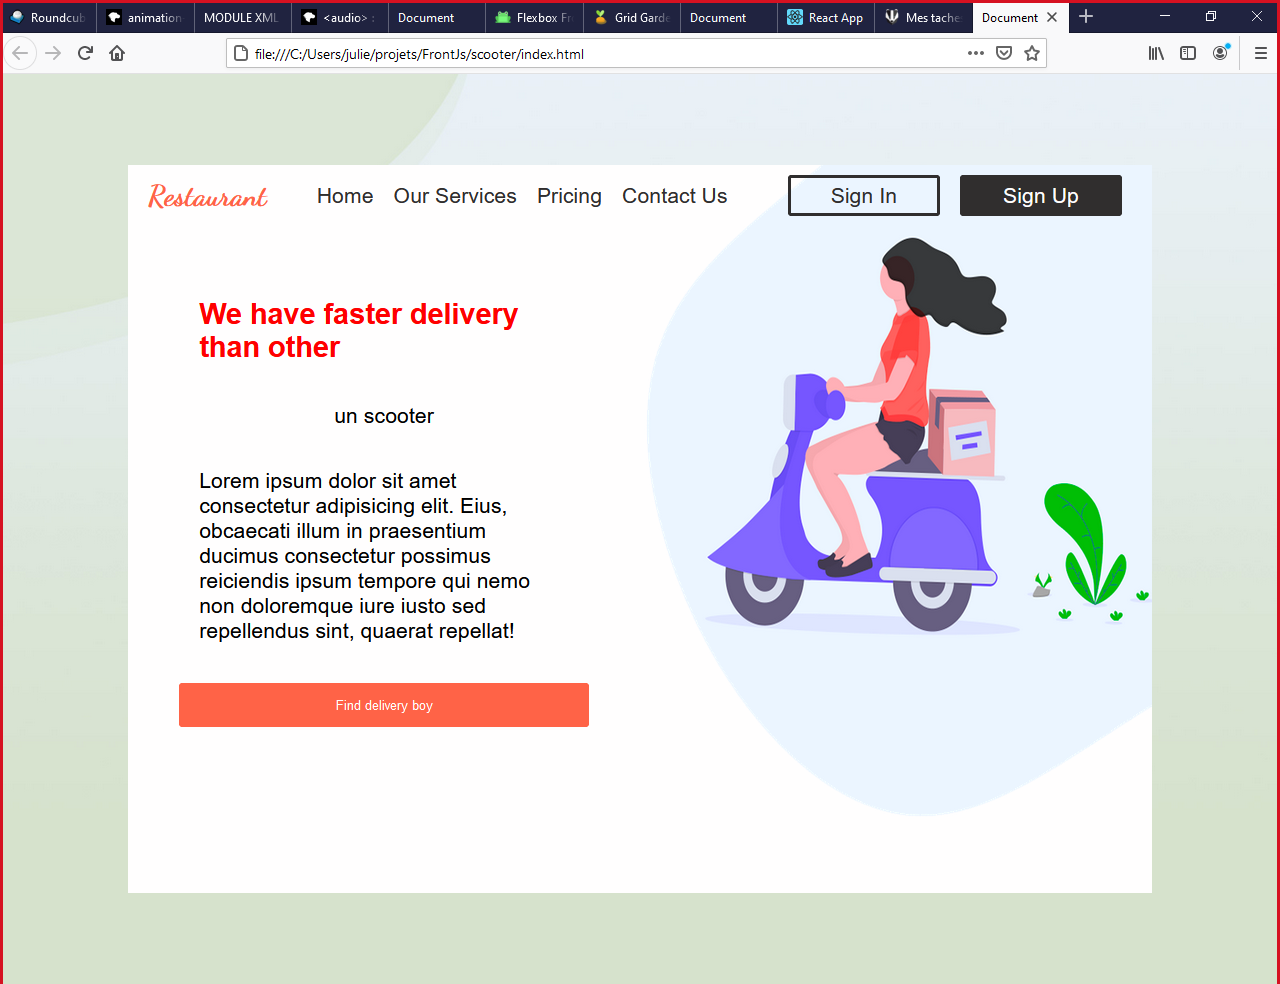 Roundcub
animation
MODULE XML
<audio> :
Document
Flexbox Fr
Grid Garde
Document
React App
Mes taches
Document
file:///C:/Users/julie/projets/FrontJs/scooter/index.html
Restaurant
Home
Our Services
Pricing
Contact Us
Sign In
Sign Up
We have faster delivery
than other
un scooter
Lorem ipsum dolor sit amet
consectetur adipisicing elit. Eius,
obcaecati illum in praesentium
ducimus consectetur possimus
reiciendis ipsum tempore qui nemo
non doloremque iure iusto sed
repellendus sint, quaerat repellat!
Find delivery boy